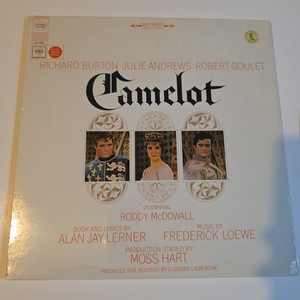 RICHARD BURTON JULIE ANDREWS ROBERT GOULET
Camelot
CO-STARRING
RODDY McDOWALL
BOOK AND LYRICS BY
ALAN JAY LERNER
MUSIC BY
FREDERICK LOEWE
PRODUCTION STAGED BY
MOSS HART
PRODUCED FOR RECORDS BY GODDARD LIEBERSON